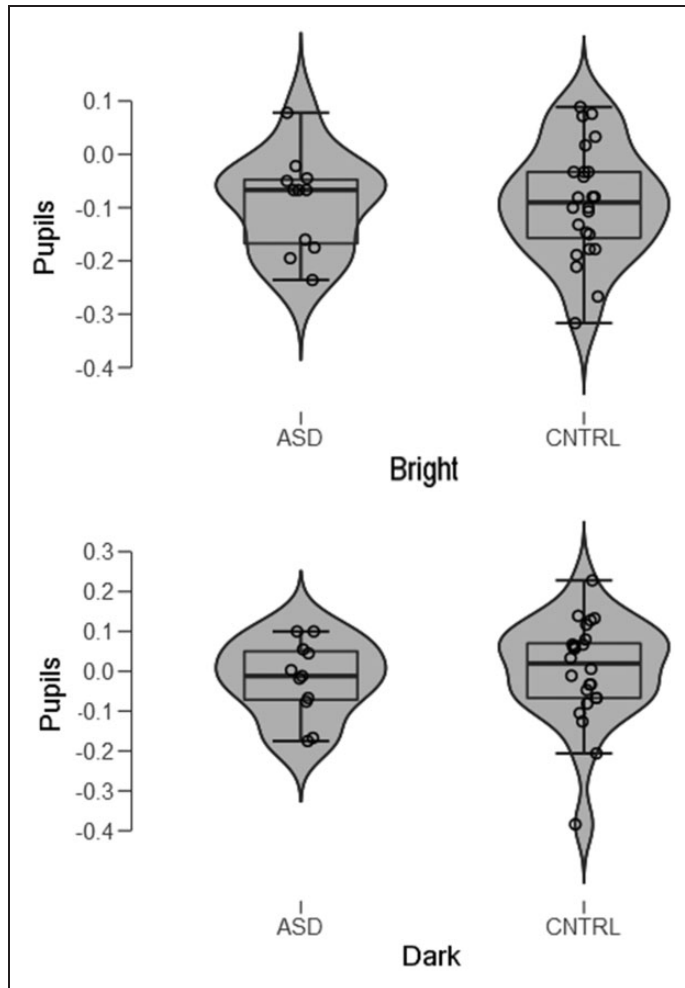 0.1
0.0
-0.1
-0.2
-0.3
-0.4
Pupils
ASD
CNTRL
Bright
0.3
0.2
0.1
0.0
-0.1
-0.2
-0.3
-0.4
Pupils
ASD
CNTRL
Dark